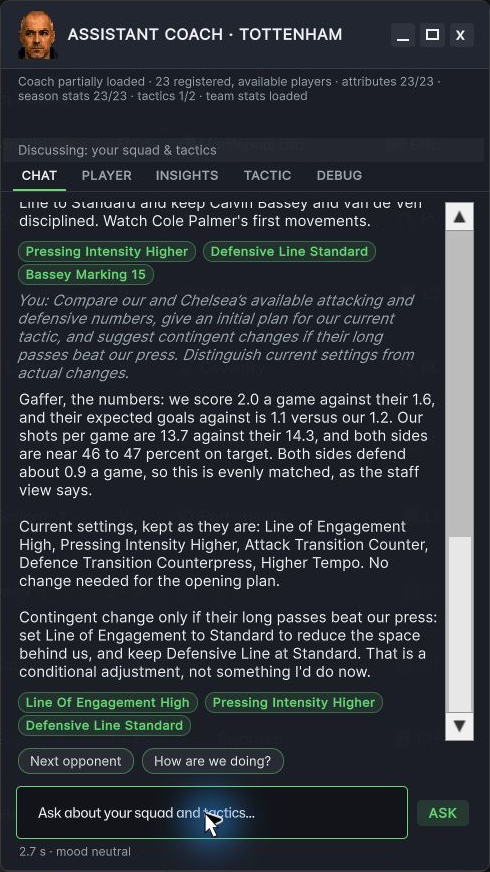 ASSISTANT COACH · TOTTENHAM
X
Coach partially loaded · 23 registered, available players · attributes 23/23 ·
season stats 23/23 · tactics 1/2 · team stats loaded
Discussing: your squad & tactics
CHAT PLAYER INSIGHTS TACTIC DEBUG
Line to Standard and keep Calvin Bassey and van de Ven
disciplined. Watch Cole Palmer's first movements.
Pressing Intensity Higher Defensive Line Standard
Bassey Marking 15
You: Compare our and Chelsea's available attacking and
defensive numbers, give an initial plan for our current
tactic, and suggest contingent changes if their long
passes beat our press. Distinguish current settings from
actual changes.
Gaffer, the numbers: we score 2.0 a game against their 1.6,
and their expected goals against is 1.1 versus our 1.2. Our
shots per game are 13.7 against their 14.3, and both sides
are near 46 to 47 percent on target. Both sides defend
about 0.9 a game, so this is evenly matched, as the staff
view says.
Current settings, kept as they are: Line of Engagement
High, Pressing Intensity Higher, Attack Transition Counter,
Defence Transition Counterpress, Higher Tempo. No
change needed for the opening plan.
Contingent change only if their long passes beat our press:
set Line of Engagement to Standard to reduce the space
behind us, and keep Defensive Line at Standard. That is a
conditional adjustment, not something I'd do now.
Line Of Engagement High Pressing Intensity Higher
Defensive Line Standard
Next opponent How are we doing?
Ask about your squad and tactics... ASK
2.7 s · mood neutral